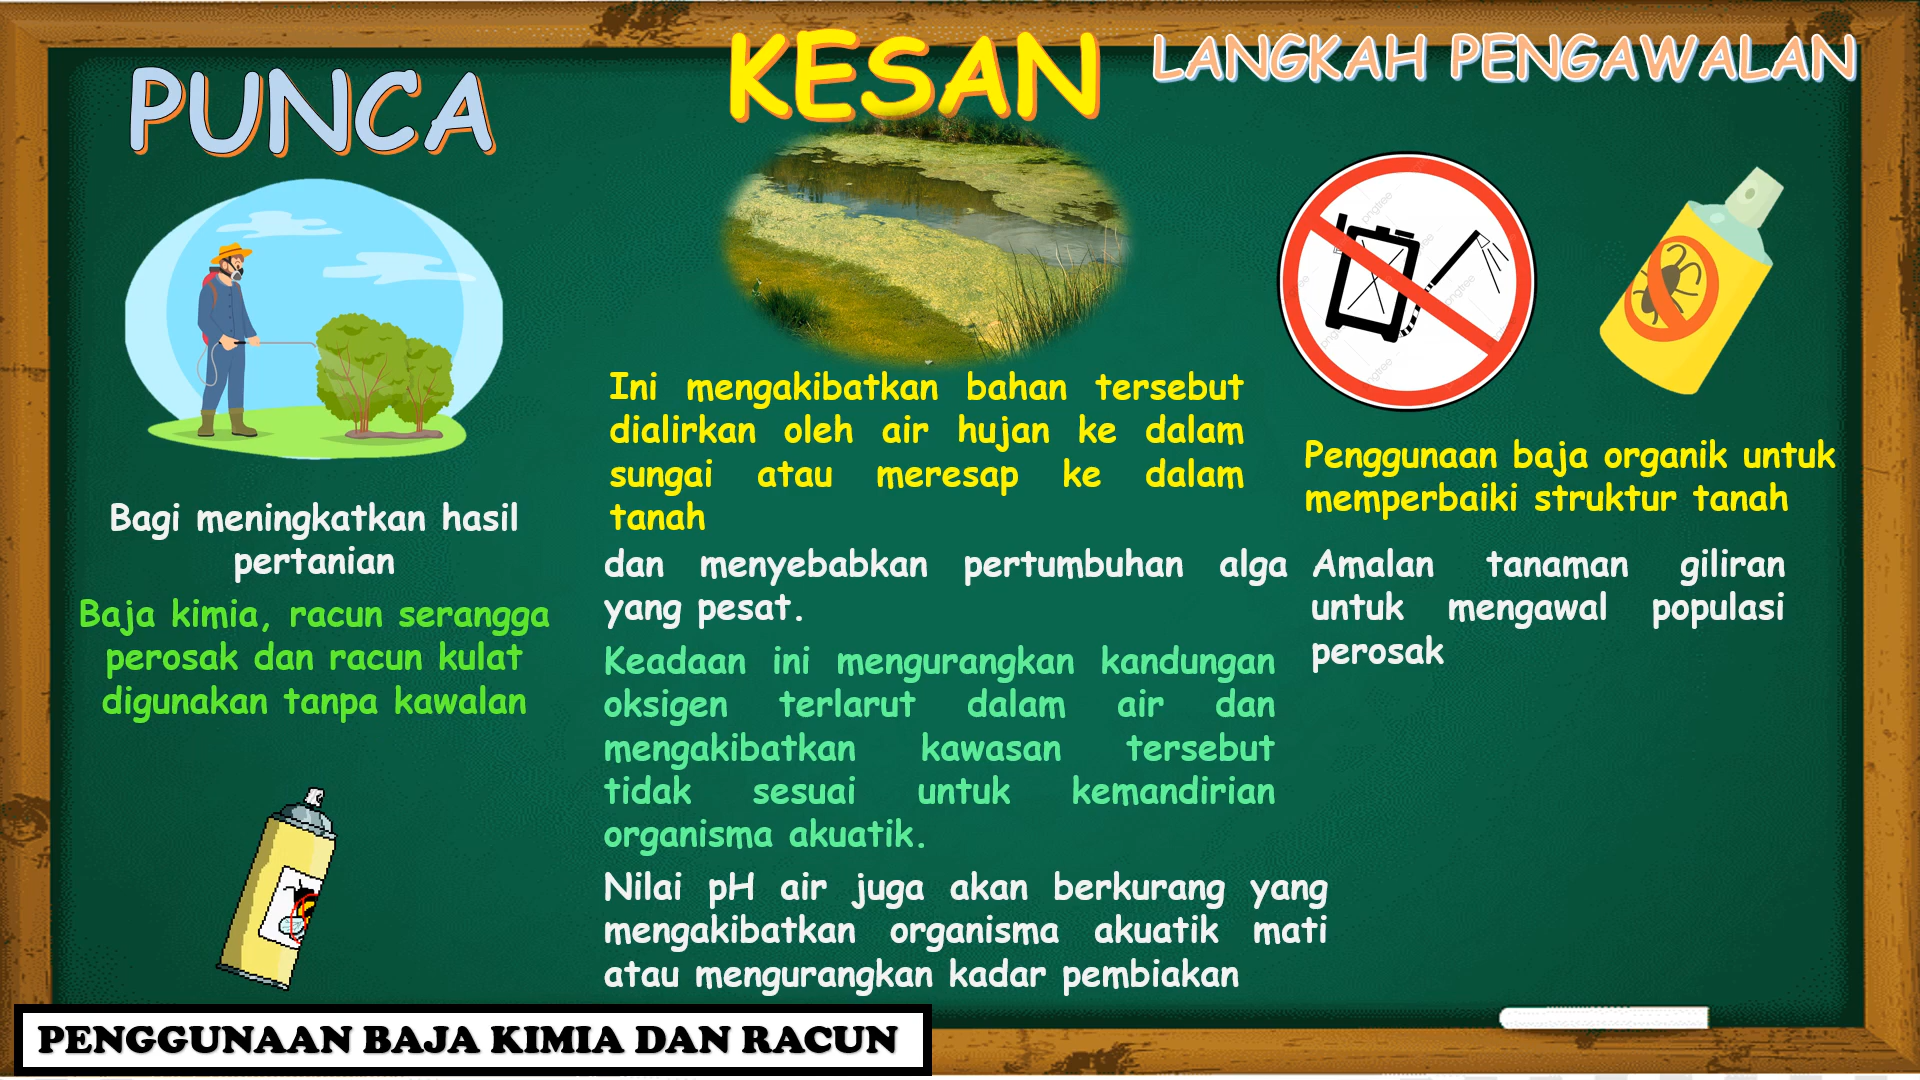 PUNCA
Bagi meningkatkan hasil
pertanian
Baja kimia, racun serangga
perosak dan racun kulat
digunakan tanpa kawalan
KESAN
Ini mengakibatkan bahan tersebut
dialirkan oleh air hujan ke dalam
sungai atau meresap ke dalam
tanah
dan menyebabkan pertumbuhan alga
yang pesat.
Keadaan ini mengurangkan kandungan
oksigen terlarut dalam air dan
mengakibatkan kawasan tersebut
tidak sesuai untuk kemandirian
organisma akuatik.
Nilai pH air juga akan berkurang yang
mengakibatkan organisma akuatik mati
atau mengurangkan kadar pembiakan
LANGKAH PENGAWALAN
pngtree
Penggunaan baja organik untuk
memperbaiki struktur tanah
Amalan tanaman giliran
untuk mengawal populasi
perosak
PENGGUNAAN BAJA KIMIA DAN RACUN